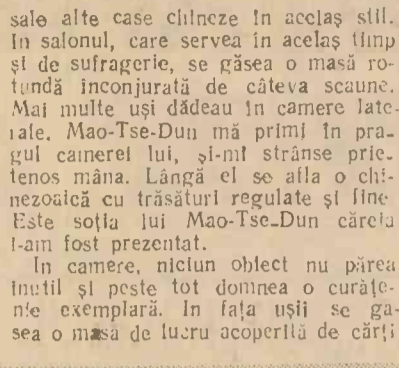 sale alte case chineze în acelaş stil.
In salonul, care servea în acelaş timp
şi de sufragerie, se găsea o masă ro-
tundă înconjurată de câteva scaune.
Mai multe uşi dădeau în camere late-
rale. Mao-Tse-Dun mă primi în pra-
gul camerei lui, şi-mi strânse prie-
tenos mâna. Lângă el se afla o chi-
nezoaică cu trăsături regulate şi fine
Este soţia lui Mao-Tse-Dun căreia
i-am fost prezentat.
In camere, niciun obiect nu părea
inutil şi peste tot domnea o curăţe-
nie exemplară. In faţa uşii se gă-
sea o masă de lucru acoperită de cărţi